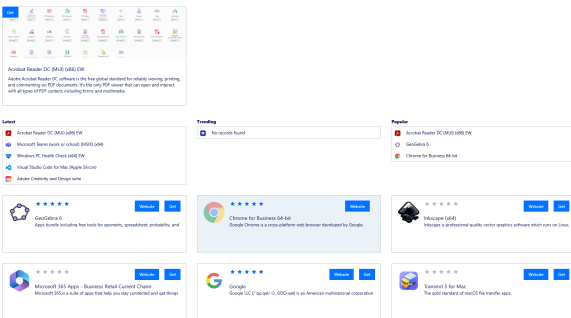 Get
Acrobat Reader DC (MUI) (x86) EW
Adobe Acrobat Reader DC software is the free global standard for reliably viewing, printing,
and commenting on PDF documents. It's the only PDF viewer that can open and interact
with all types of PDF content, including forms and multimedia.
Latest
Acrobat Reader DC (MUI) (x86) EW
Microsoft Teams (work or school) (MSIX) (x64)
Windows PC Health Check (x64) EW
Visual Studio Code for Mac (Apple Silicon)
Adobe Creativity and Design suite
Trending
No records found
Popular
Acrobat Reader DC (MUI) (x86) EW
GeoGebra 6
Chrome for Business 64-bit
Website
Get
GeoGebra 6
Apps bundle including free tools for geometry, spreadsheet, probability, and
Website
Chrome for Business 64-bit
Google Chrome is a cross-platform web browser developed by Google.
Website
Get
Inkscape (x64)
Inkscape is professional quality vector graphics software which runs on Linux,
Website
Get
Microsoft 365 Apps - Business Retail Current Chann
Microsoft 365 is a suite of apps that help you stay connected and get things
Website
Get
Google
Google LLC is an American multinational corporation
Website
Get
Transmit 5 for Mac
The gold standard of macOS file transfer apps.